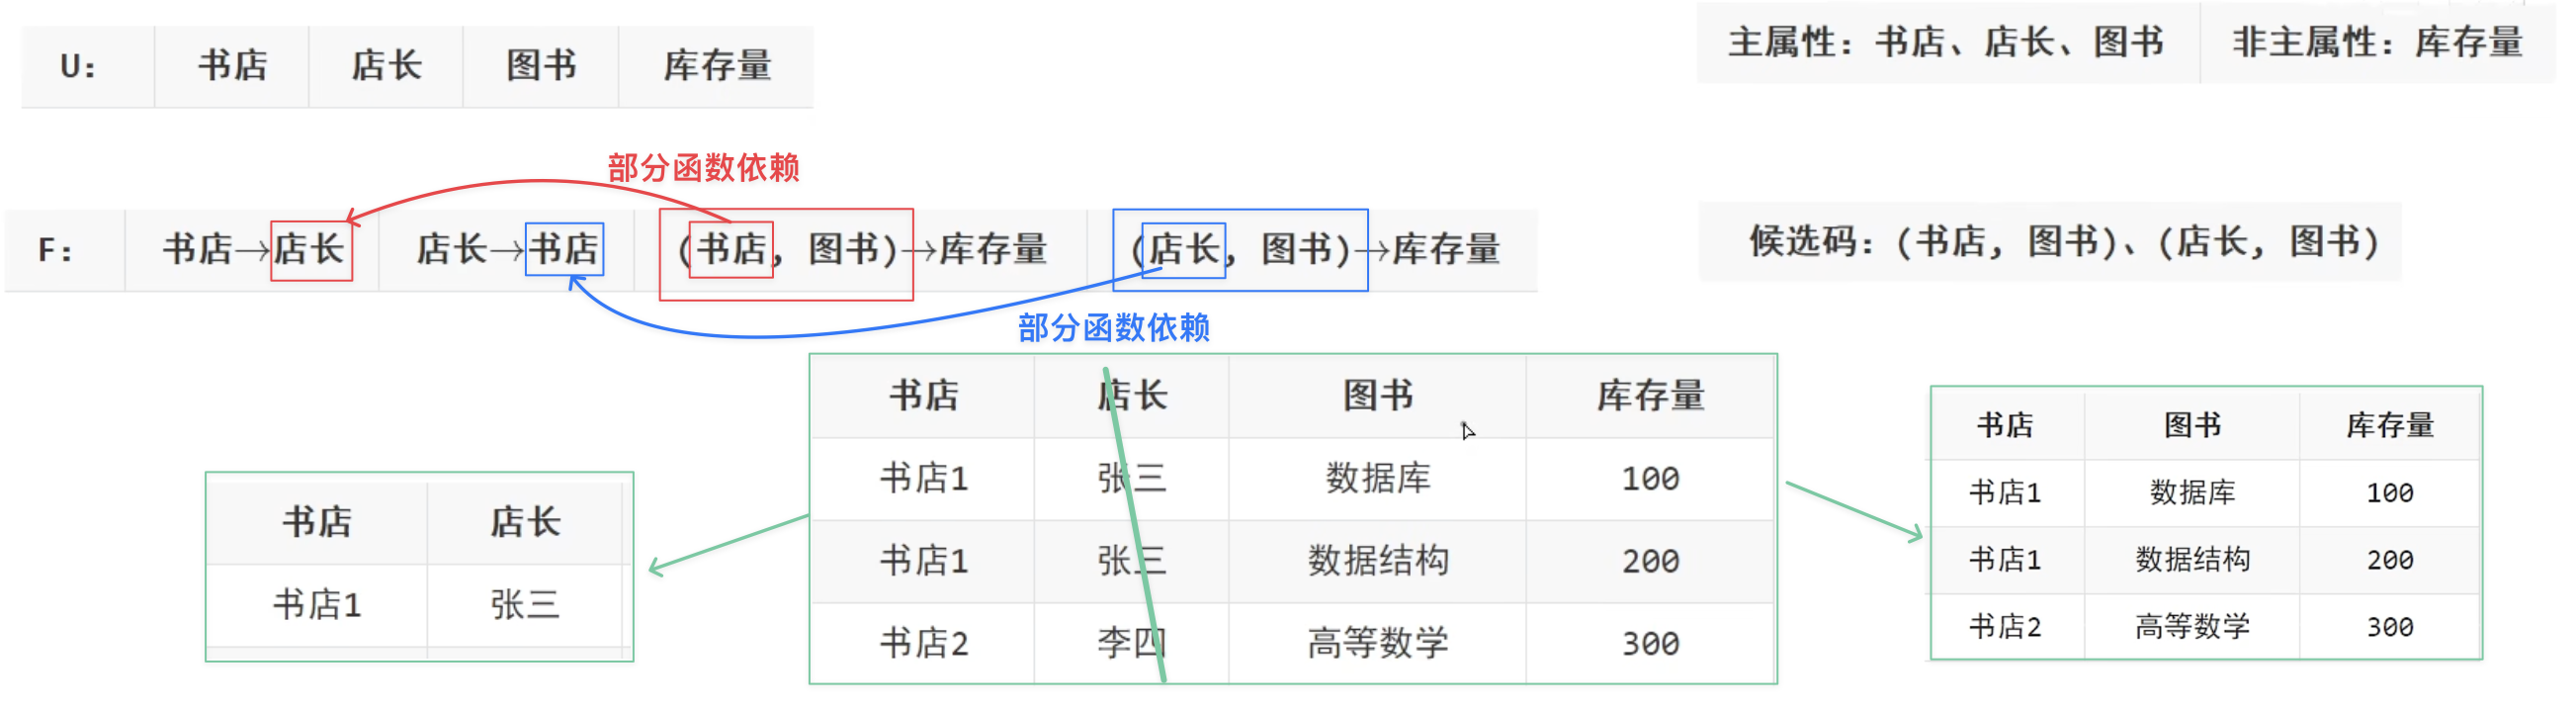 U： 书店 店长 图书 库存量
主属性：书店、店长、图书 非主属性：库存量
部分函数依赖
F： 书店→店长 店长→书店 (书店, 图书)→库存量 (店长, 图书)→库存量
候选码：(书店, 图书)、(店长, 图书)
部分函数依赖
书店 店长
书店1 张三
书店 店长 图书 库存量
书店1 张三 数据库 100
书店1 张三 数据结构 200
书店2 李四 高等数学 300
书店 图书 库存量
书店1 数据库 100
书店1 数据结构 200
书店2 高等数学 300